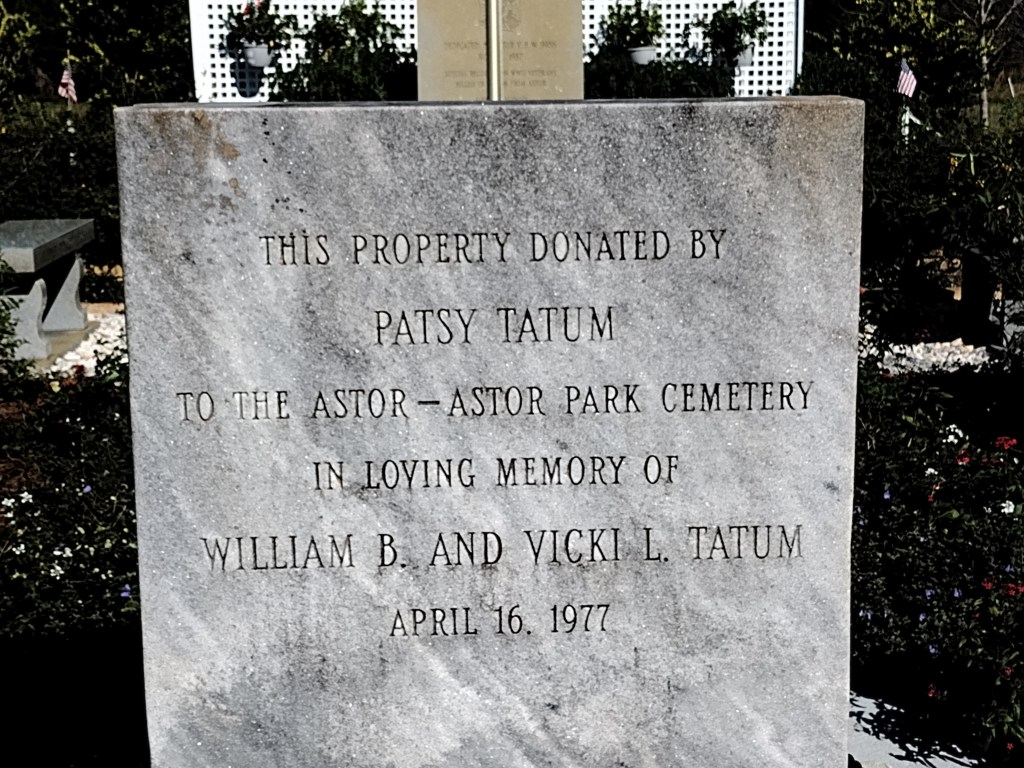 THIS PROPERTY DONATED BY
PATSY TATUM
TO THE ASTOR—ASTOR PARK CEMETERY
IN LOVING MEMORY OF
WILLIAM B. AND VICKI L. TATUM
APRIL 16. 1977